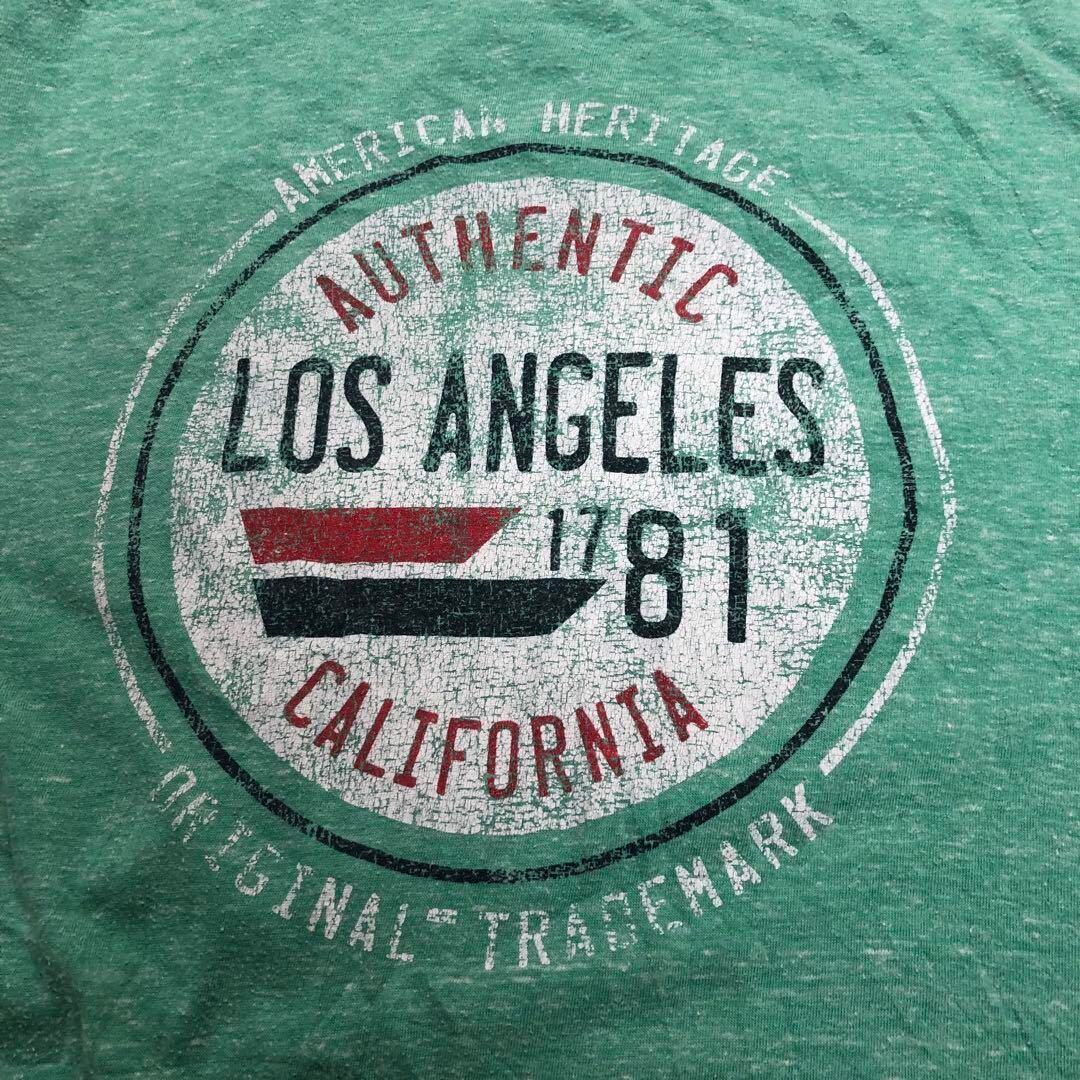 AMERICAN HERITAGE
AUTHENTIC
LOS ANGELES
1781
CALIFORNIA
ORIGINAL TRADEMARK